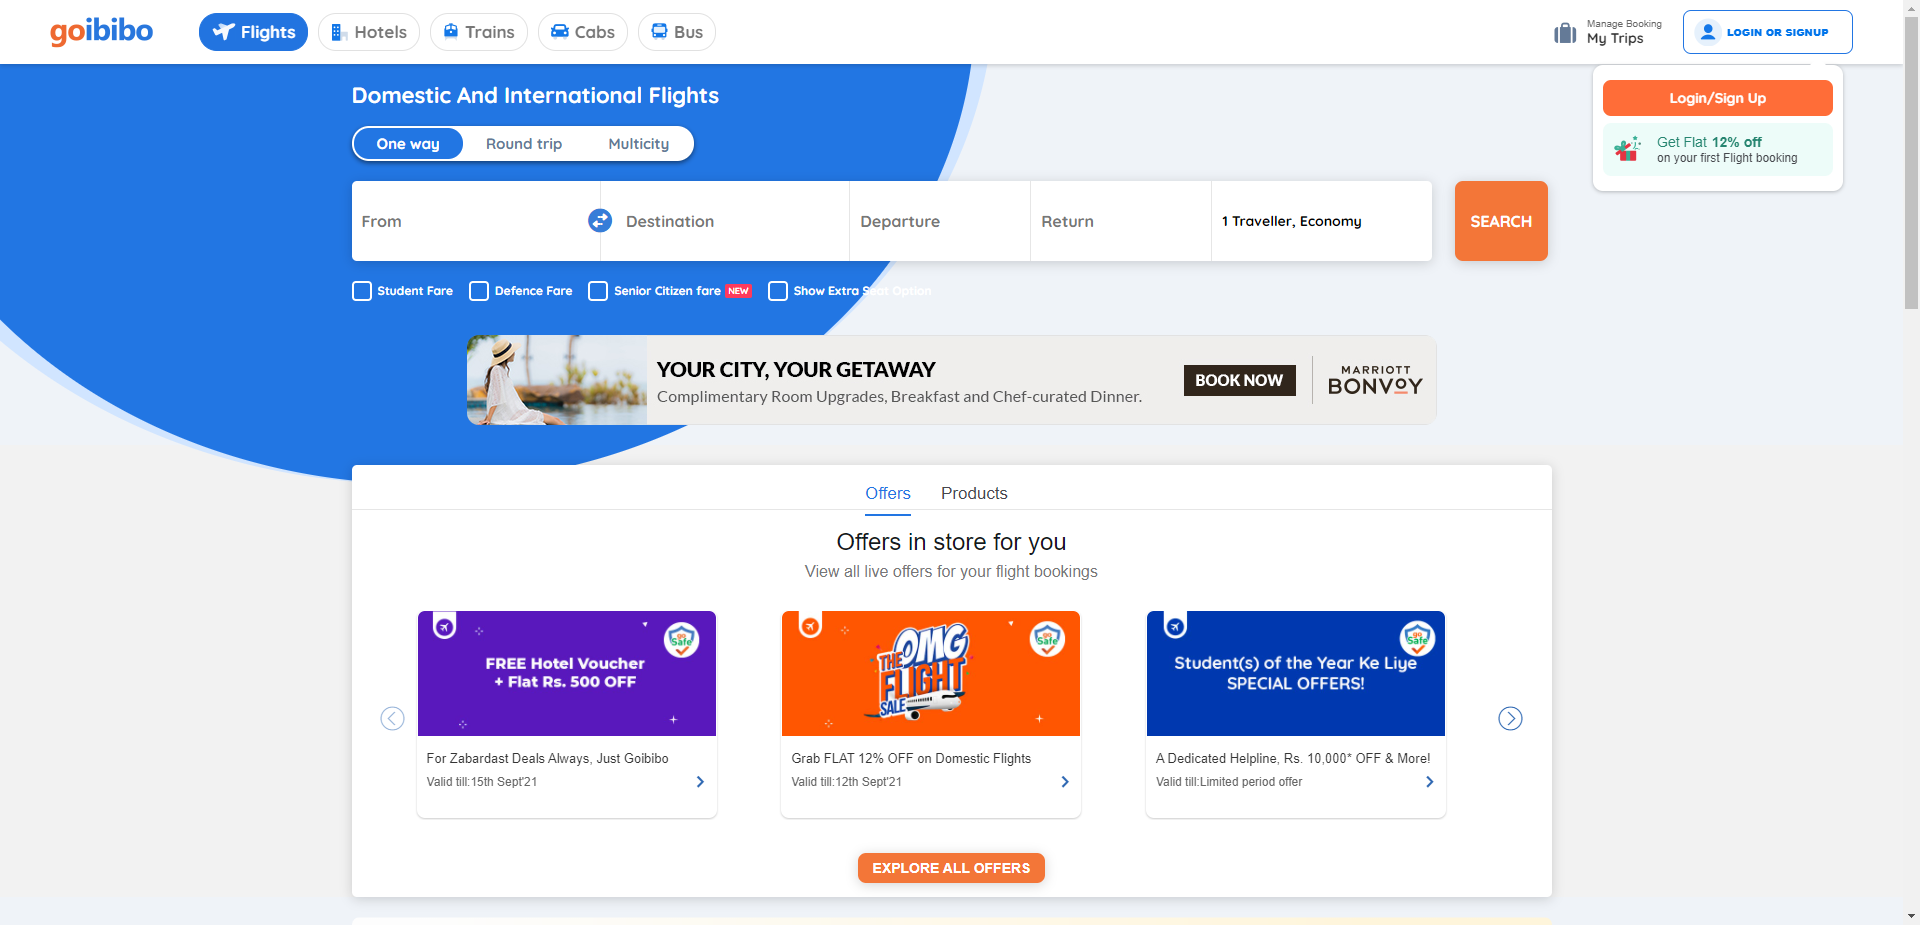 goibibo
Flights
Hotels
Trains
Cabs
Bus
Manage Booking
My Trips
LOGIN OR SIGNUP
Login/Sign Up
Get Flat 12% off
on your first Flight booking
Domestic And International Flights
One way
Round trip
Multicity
From
Destination
Departure
Return
1 Traveller, Economy
SEARCH
Student Fare
Defence Fare
Senior Citizen fare NEW
Show Extra Seat Option
YOUR CITY, YOUR GETAWAY
Complimentary Room Upgrades, Breakfast and Chef-curated Dinner.
BOOK NOW
MARRIOTT
BONVOY
Offers
Products
Offers in store for you
View all live offers for your flight bookings
go
Safe
FREE Hotel Voucher
+ Flat Rs. 500 OFF
For Zabardast Deals Always, Just Goibibo
Valid till:15th Sept'21
go
Safe
THE OMG
FLIGHT
SALE
Grab FLAT 12% OFF on Domestic Flights
Valid till:12th Sept'21
go
Safe
Student(s) of the Year Ke Liye
SPECIAL OFFERS!
A Dedicated Helpline, Rs. 10,000* OFF & More!
Valid till:Limited period offer
EXPLORE ALL OFFERS